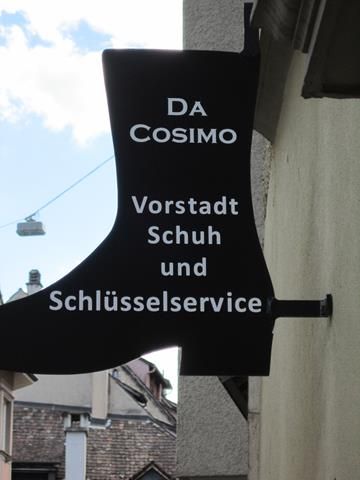 DA
COSIMO
Vorstadt
Schuh
und
Schlüsselservice